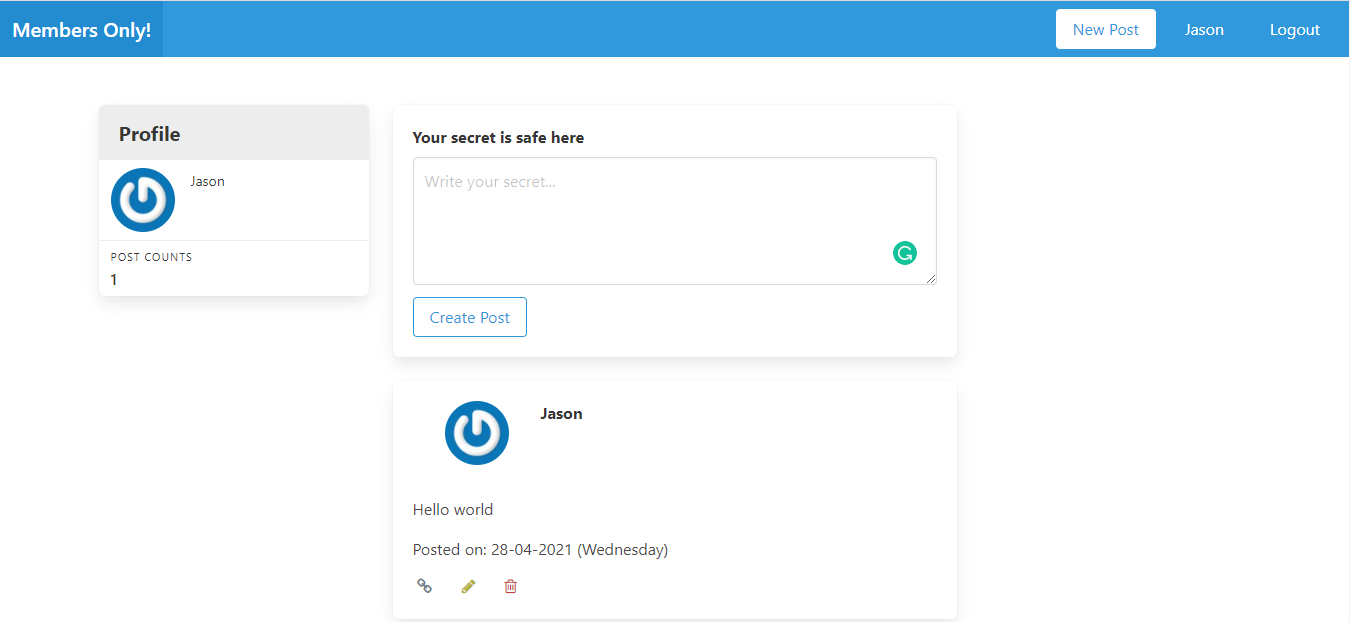 Members Only!
New Post
Jason
Logout
Profile
Jason
POST COUNTS
1
Your secret is safe here
Write your secret...
Create Post
Jason
Hello world
Posted on: 28-04-2021 (Wednesday)